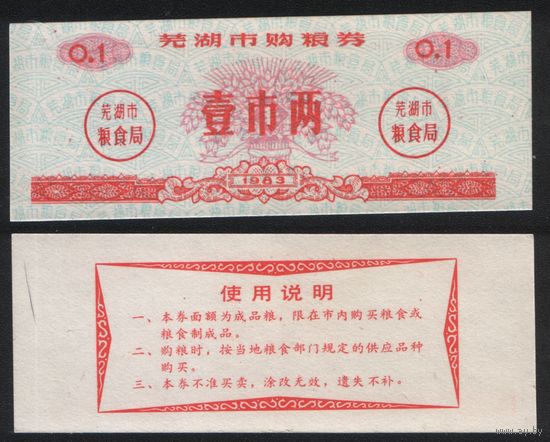 芜湖市购粮券
0.1
0.1
芜湖市
粮食局
壹市两
芜湖市
粮食局
1983
使用说明
一、本券面额为成品粮，限在市内购买粮食或
粮食制成品。
二、购粮时，按当地粮食部门规定的供应品种
购买。
三、本券不准买卖，涂改无效，遗失不补。
www.ay.by